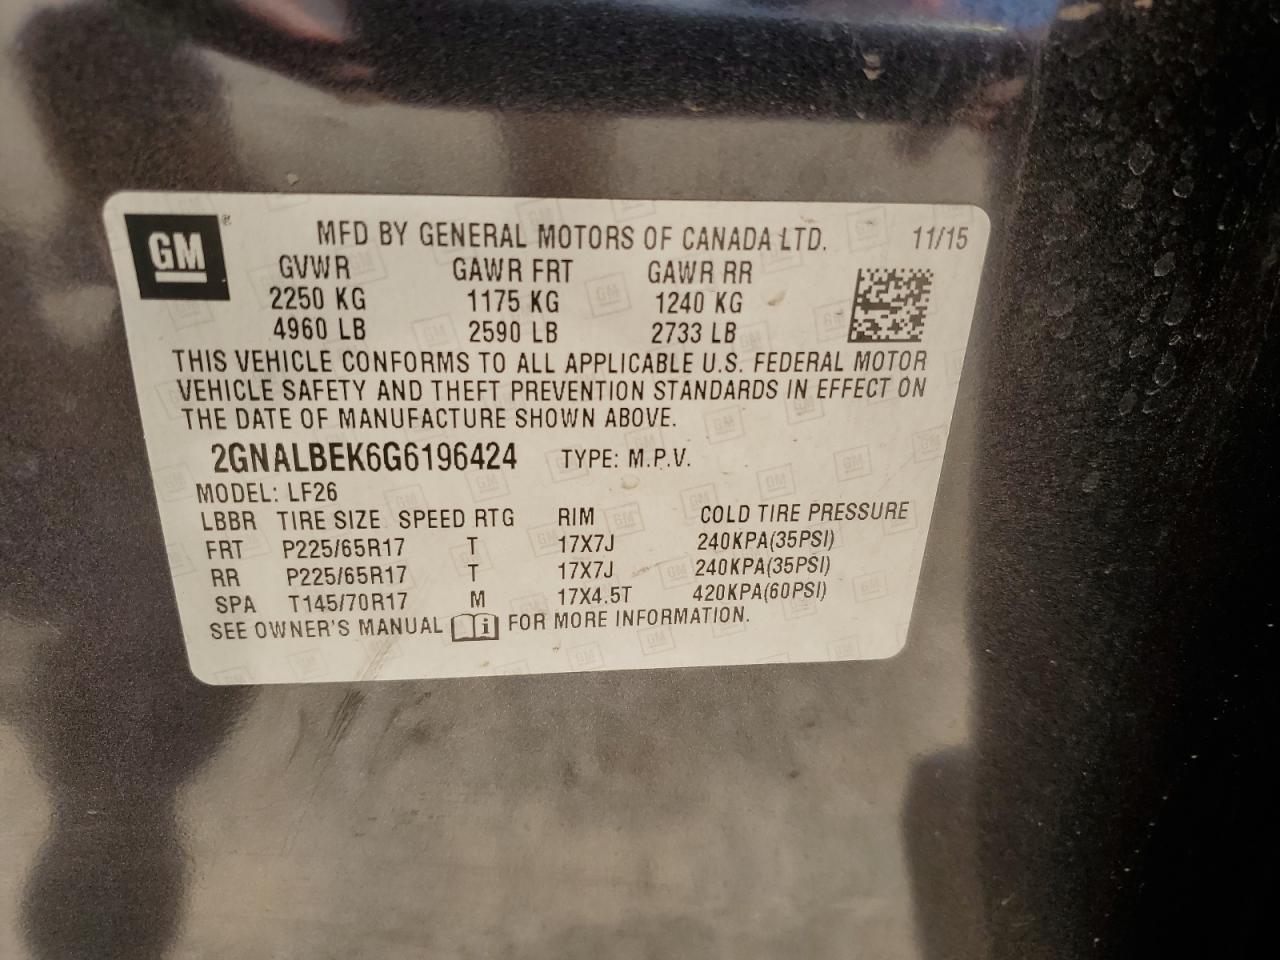 GM ®
MFD BY GENERAL MOTORS OF CANADA LTD. 11/15
GVWR GAWR FRT GAWR RR
2250 KG 1175 KG 1240 KG
4960 LB 2590 LB 2733 LB
THIS VEHICLE CONFORMS TO ALL APPLICABLE U.S. FEDERAL MOTOR
VEHICLE SAFETY AND THEFT PREVENTION STANDARDS IN EFFECT ON
THE DATE OF MANUFACTURE SHOWN ABOVE.
2GNALBEK6G6196424 TYPE: M.P.V.
MODEL: LF26
LBBR TIRE SIZE SPEED RTG RIM COLD TIRE PRESSURE
FRT P225/65R17 T 17X7J 240KPA(35PSI)
RR P225/65R17 T 17X7J 240KPA(35PSI)
SPA T145/70R17 M 17X4.5T 420KPA(60PSI)
SEE OWNER'S MANUAL i FOR MORE INFORMATION.